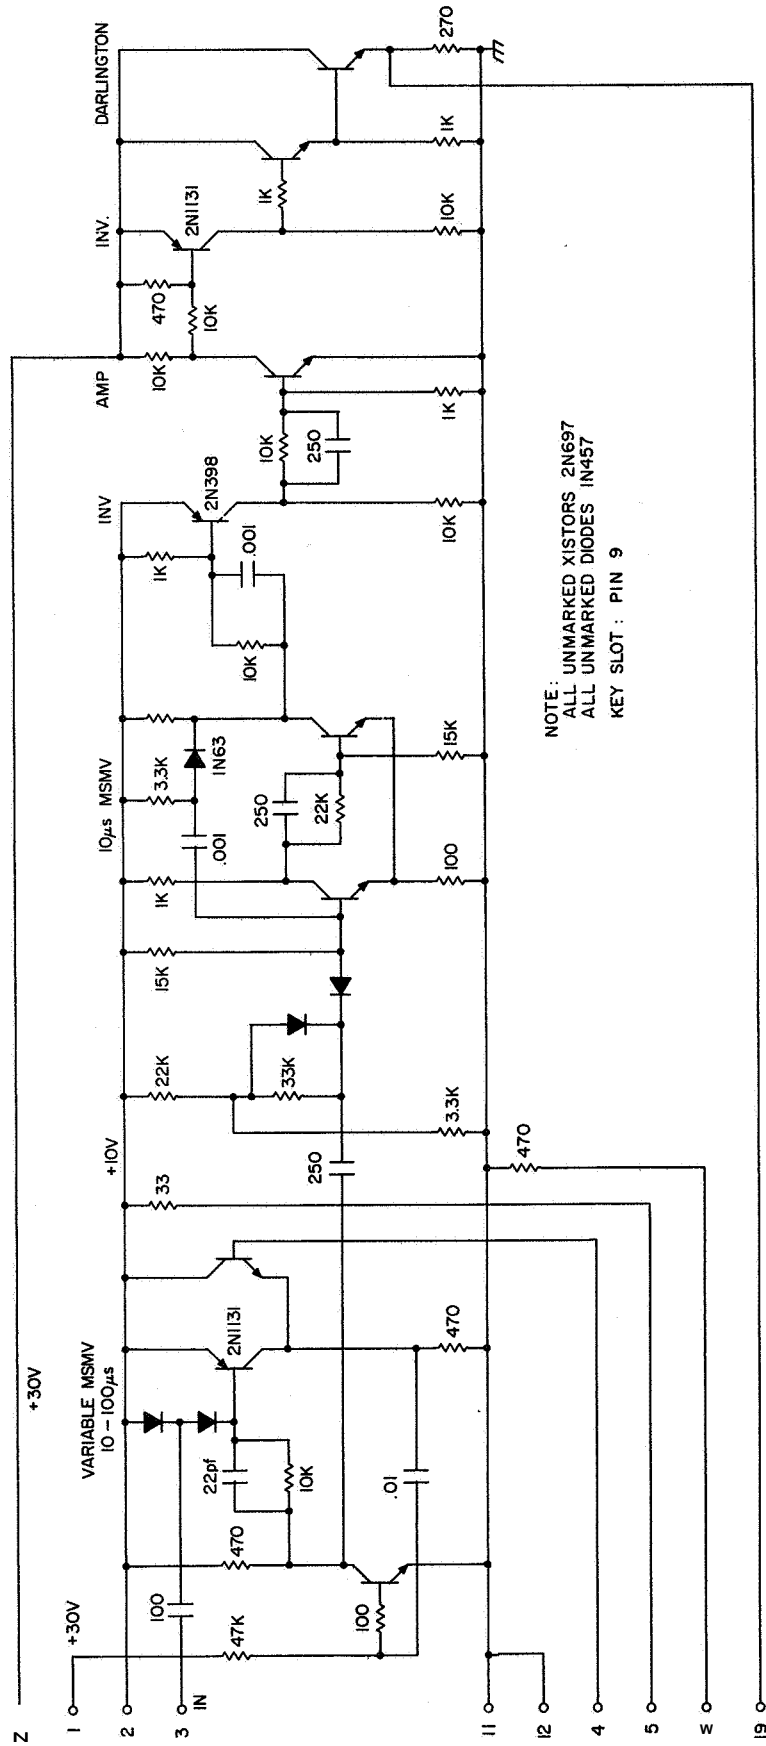 +30V
VARIABLE MSMV
10-100µs
+10V
10µs MSMV
INV
AMP
INV.
DARLINGTON
Z
1
+30V
2
3
IN
100
47K
470
100
22pf
10K
2N1131
.01
470
33
250
470
22K
33K
3.3K
15K
1K
.001
3.3K
1N63
250
22K
100
15K
10K
.001
1K
2N398
10K
10K
250
1K
10K
470
10K
2N1131
1K
10K
1K
270
11
12
4
5
W
19
NOTE:
ALL UNMARKED XISTORS 2N697
ALL UNMARKED DIODES 1N457
KEY SLOT: PIN 9